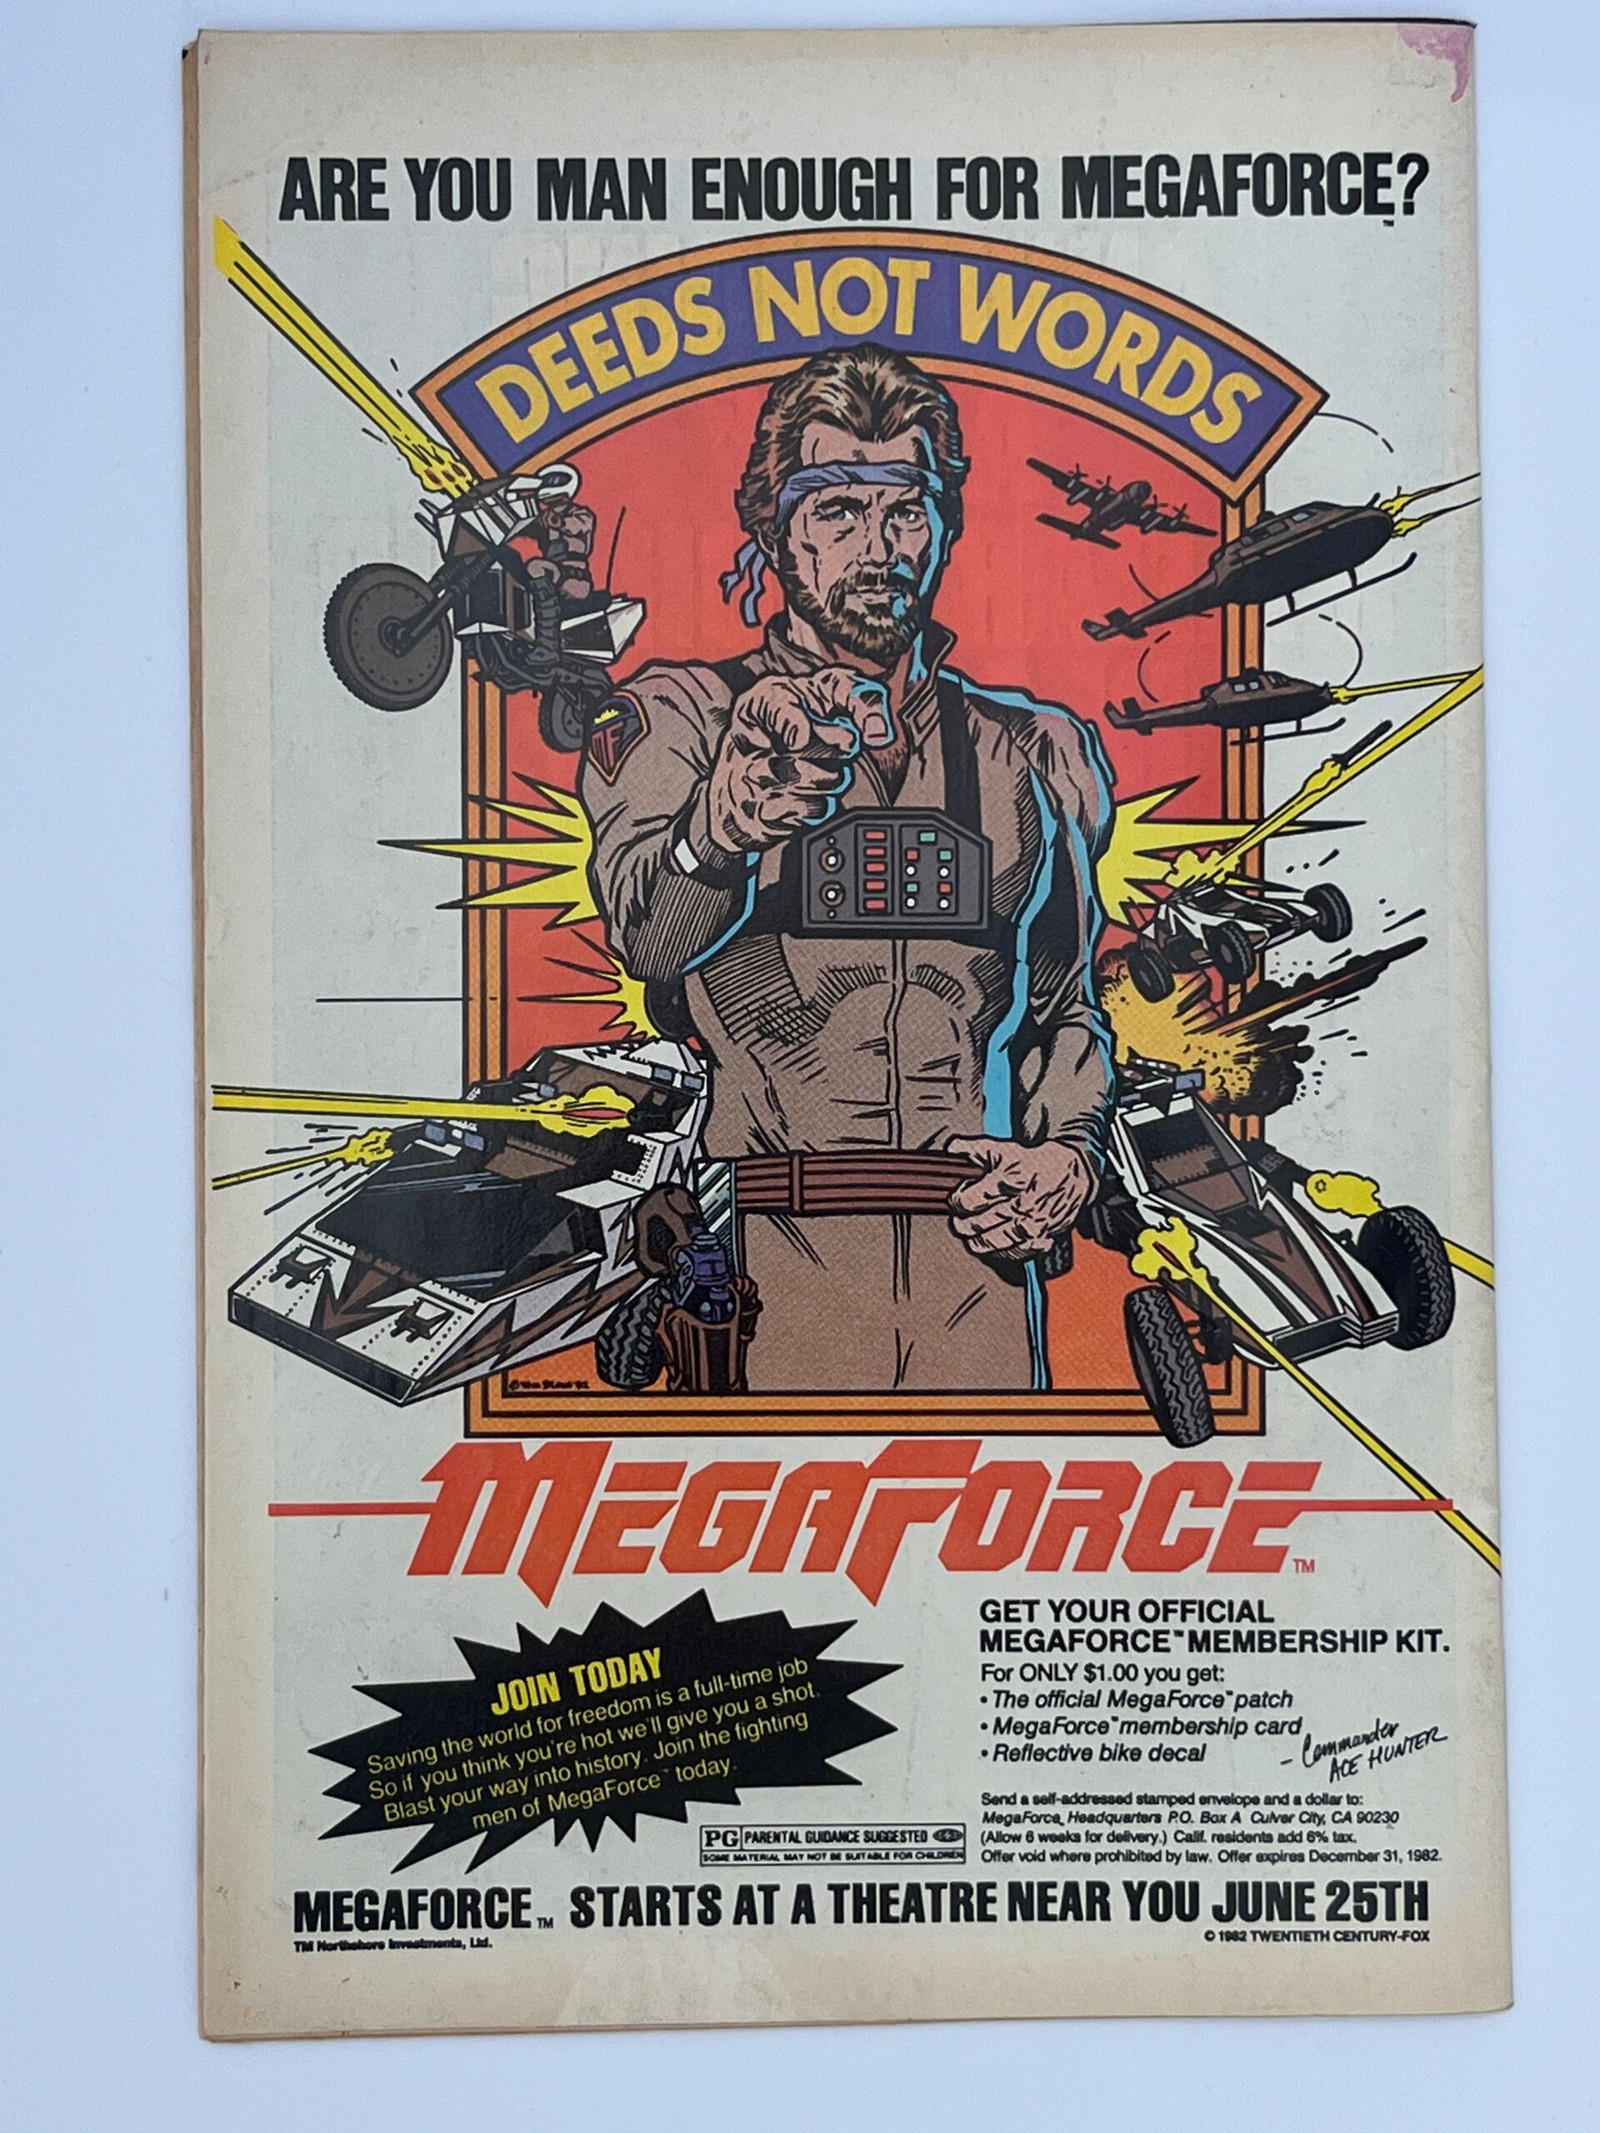 ARE YOU MAN ENOUGH FOR MEGAFORCE?
TM
DEEDS NOT WORDS
MEGAFORCE
TM
JOIN TODAY
Saving the world for freedom is a full-time job
So if you think you're hot we'll give you a shot.
Blast your way into history. Join the fighting
men of MegaForce™ today.
GET YOUR OFFICIAL
MEGAFORCE™ MEMBERSHIP KIT.
For ONLY $1.00 you get:
• The official MegaForce™ patch
• MegaForce™ membership card
• Reflective bike decal
- Commander
ACE HUNTER
Send a self-addressed stamped envelope and a dollar to:
MegaForce, Headquarters P.O. Box A Culver City, CA 90230
(Allow 6 weeks for delivery.) Calif. residents add 6% tax.
Offer void where prohibited by law. Offer expires December 31, 1982.
PG PARENTAL GUIDANCE SUGGESTED
SOME MATERIAL MAY NOT BE SUITABLE FOR CHILDREN
MEGAFORCE™ STARTS AT A THEATRE NEAR YOU JUNE 25TH
TM Northshore Investments, Ltd.
© 1982 TWENTIETH CENTURY-FOX